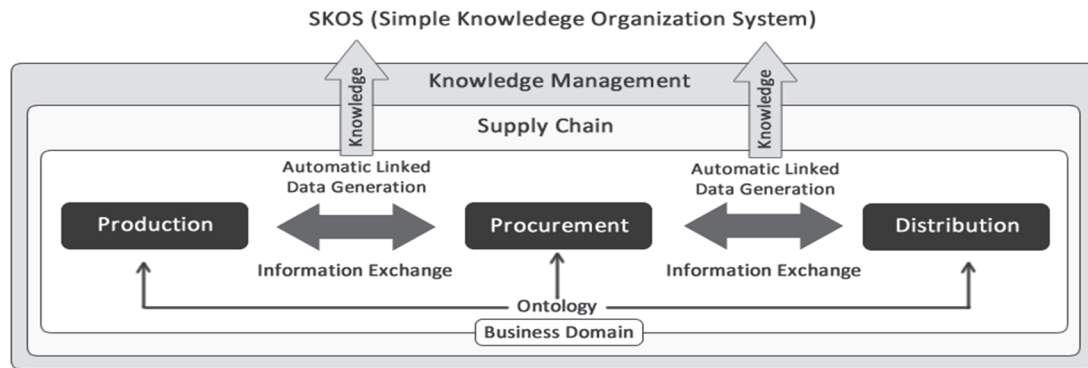 SKOS (Simple Knowledege Organization System)
Knowledge Management
Knowledge
Knowledge
Supply Chain
Automatic Linked
Data Generation
Automatic Linked
Data Generation
Production
Procurement
Distribution
Information Exchange
Information Exchange
Ontology
Business Domain